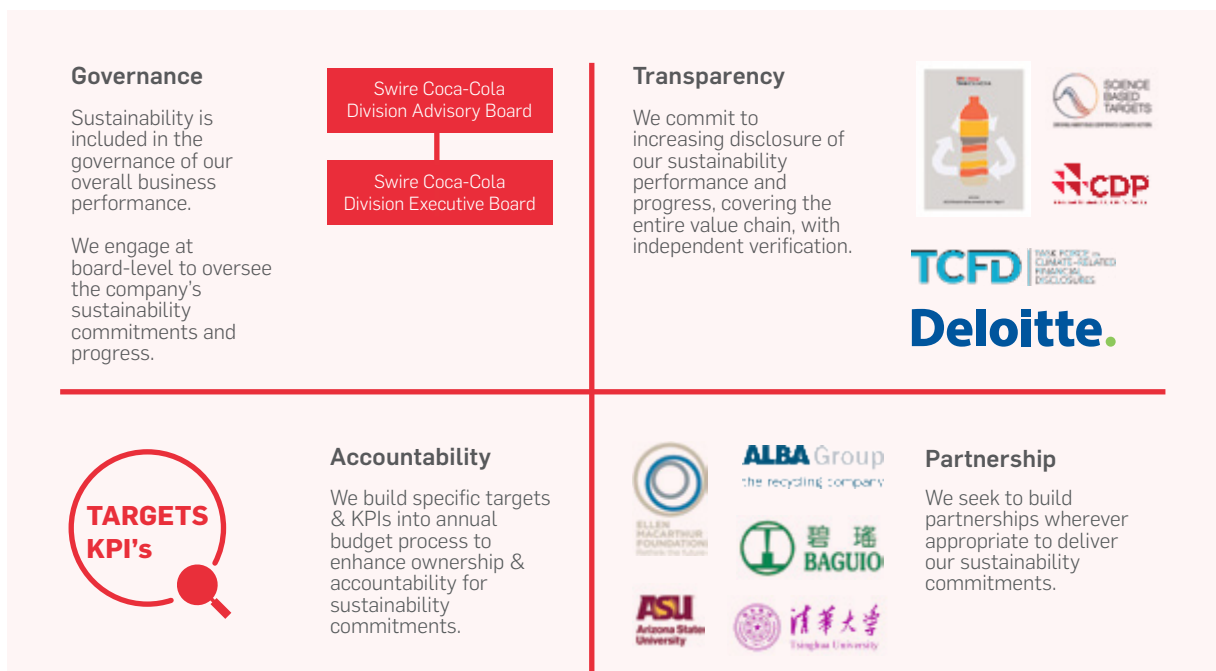 Governance
Sustainability is
included in the
governance of our
overall business
performance.
We engage at
board-level to oversee
the company's
sustainability
commitments and
progress.
Swire Coca-Cola
Division Advisory Board
Swire Coca-Cola
Division Executive Board
Transparency
We commit to
increasing disclosure of
our sustainability
performance and
progress, covering the
entire value chain, with
independent verification.
SCIENCE
BASED
TARGETS
CDP
TCFD
TASK FORCE ON
CLIMATE-RELATED
FINANCIAL
DISCLOSURES
Deloitte.
TARGETS
KPI's
Accountability
We build specific targets
& KPIs into annual
budget process to
enhance ownership &
accountability for
sustainability
commitments.
ELLEN
MACARTHUR
FOUNDATION
Rethink the future
ALBA Group
the recycling company
碧瑤
BAGUIO
ASU
Arizona State
University
清華大学
Tsinghua University
Partnership
We seek to build
partnerships wherever
appropriate to deliver
our sustainability
commitments.